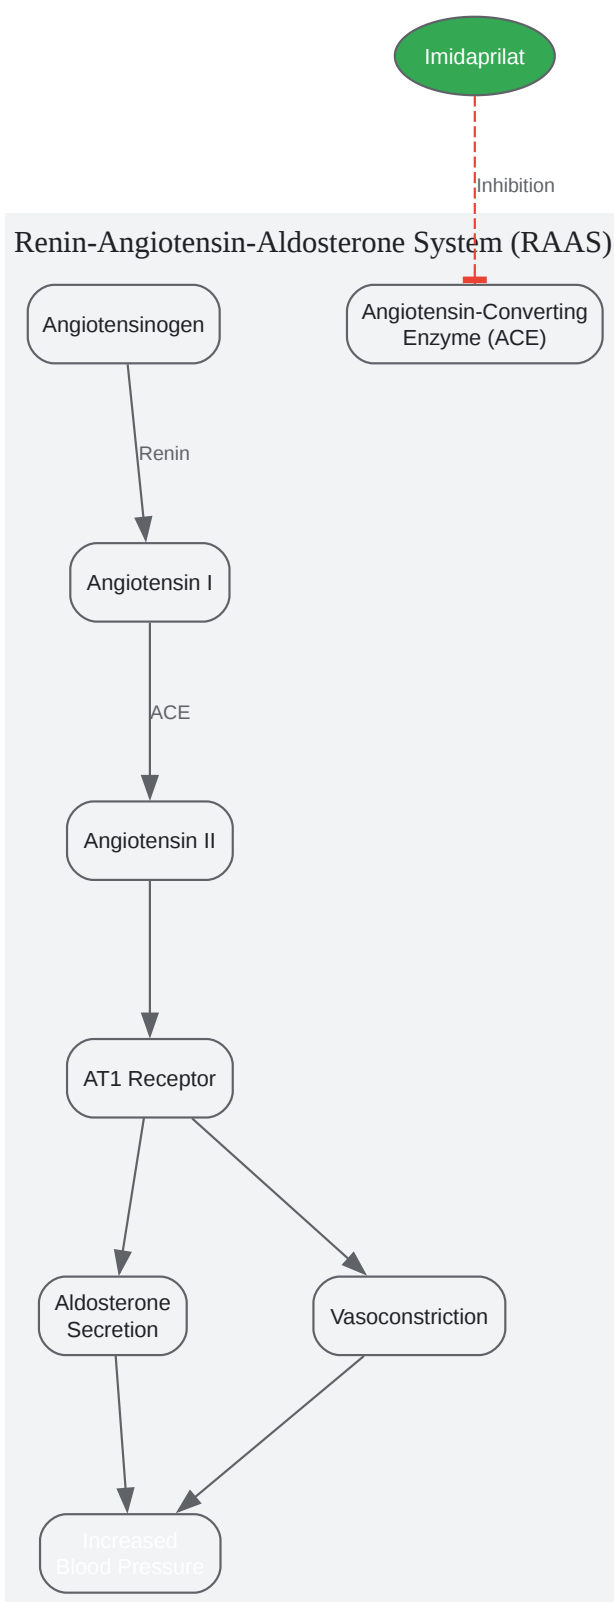 Imidaprilat
Inhibition
Renin-Angiotensin-Aldosterone System (RAAS)
Angiotensinogen
Angiotensin-Converting
Enzyme (ACE)
Renin
Angiotensin I
ACE
Angiotensin II
AT1 Receptor
Aldosterone
Secretion
Vasoconstriction
Increased
Blood Pressure